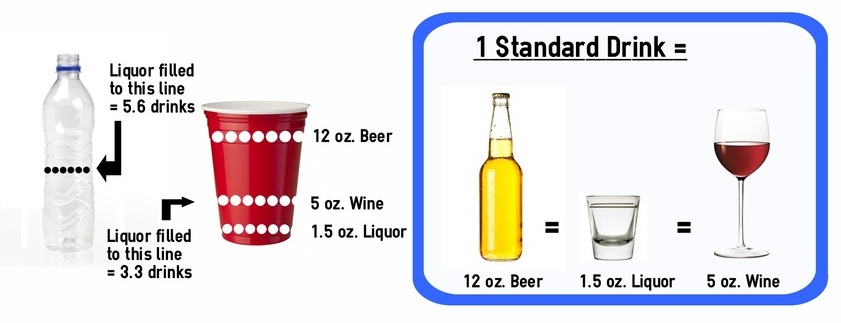 Liquor filled
to this line
= 5.6 drinks
12 oz. Beer
5 oz. Wine
1.5 oz. Liquor
Liquor filled
to this line
= 3.3 drinks
1 Standard Drink =
=
=
12 oz. Beer
1.5 oz. Liquor
5 oz. Wine